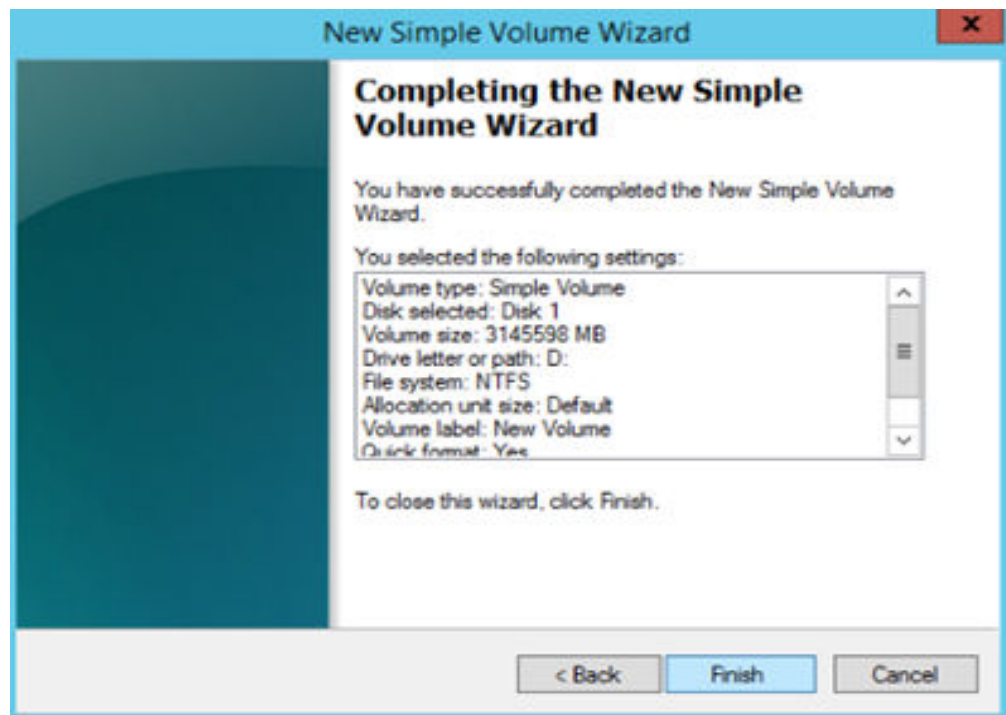 New Simple Volume Wizard
Completing the New Simple
Volume Wizard
You have successfully completed the New Simple Volume
Wizard.
You selected the following settings:
Volume type: Simple Volume
Disk selected: Disk 1
Volume size: 3145598 MB
Drive letter or path: D:
File system: NTFS
Allocation unit size: Default
Volume label: New Volume
Quick format: Yes
To close this wizard, click Finish.
< Back
Finish
Cancel